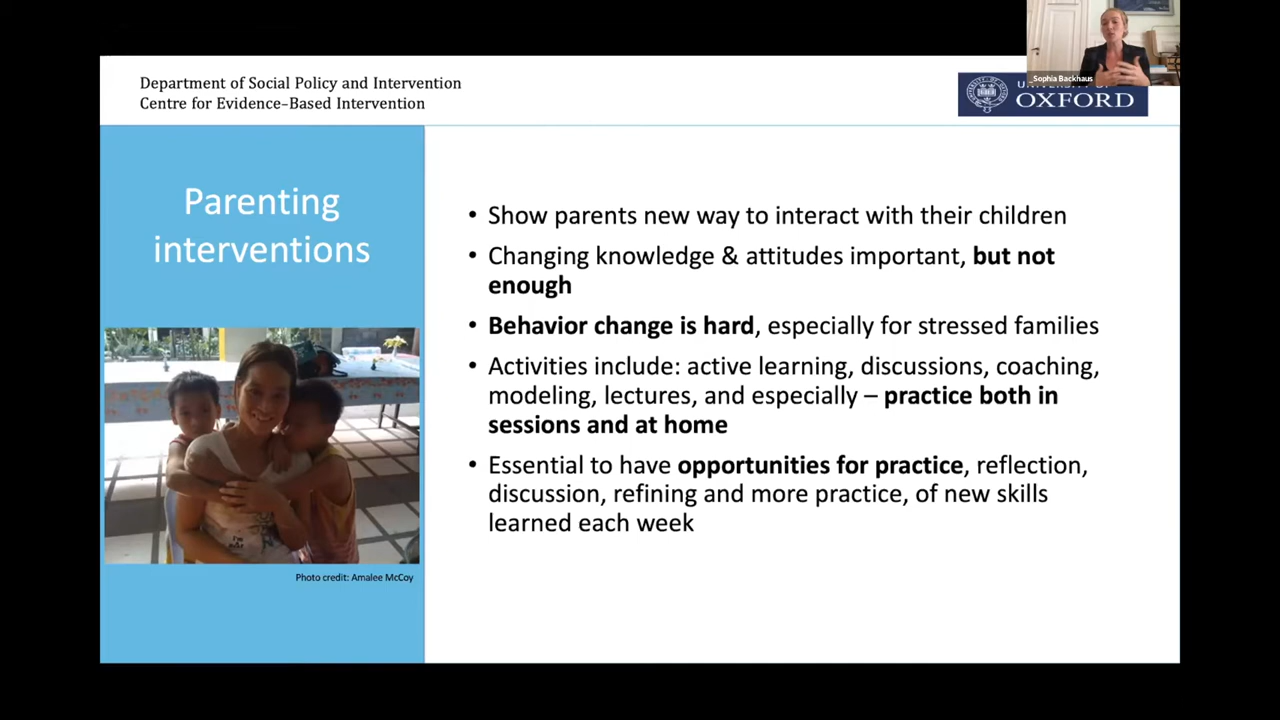 Sophia Backhaus
Department of Social Policy and Intervention
Centre for Evidence-Based Intervention
OXFORD
Parenting
interventions
• Show parents new way to interact with their children
• Changing knowledge & attitudes important, but not
enough
• Behavior change is hard, especially for stressed families
• Activities include: active learning, discussions, coaching,
modeling, lectures, and especially – practice both in
sessions and at home
• Essential to have opportunities for practice, reflection,
discussion, refining and more practice, of new skills
learned each week
Photo credit: Amalee McCoy